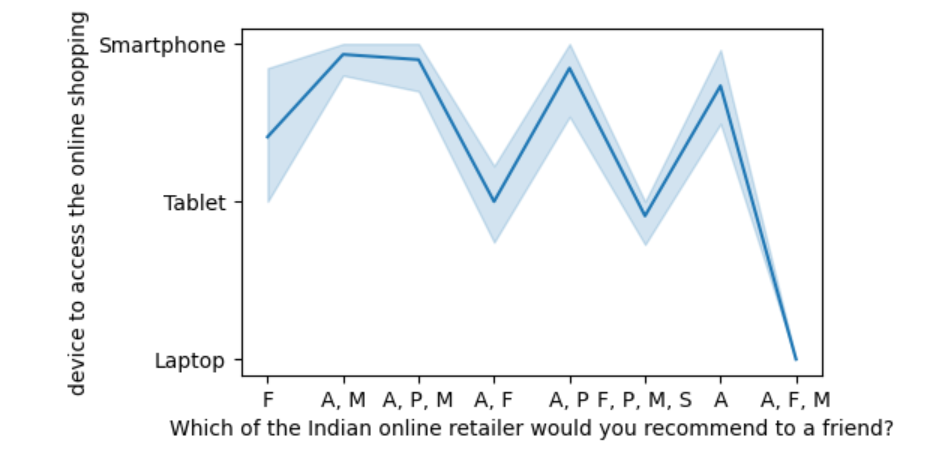 device to access the online shopping
Smartphone
Tablet
Laptop
F A, M A, P, M A, F A, P F, P, M, S A A, F, M
Which of the Indian online retailer would you recommend to a friend?